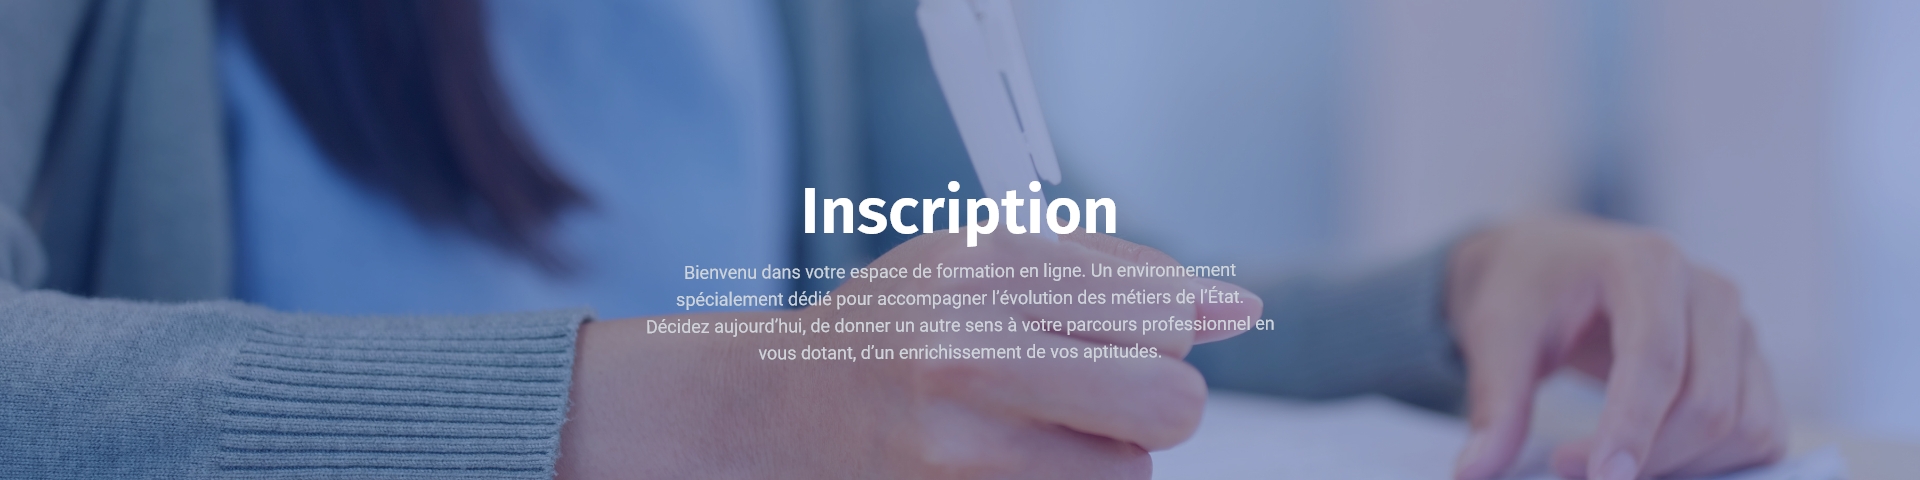 Inscription
Bienvenu dans votre espace de formation en ligne. Un environnement
spécialement dédié pour accompagner l’évolution des métiers de l’État.
Décidez aujourd’hui, de donner un autre sens à votre parcours professionnel en
vous dotant, d’un enrichissement de vos aptitudes.